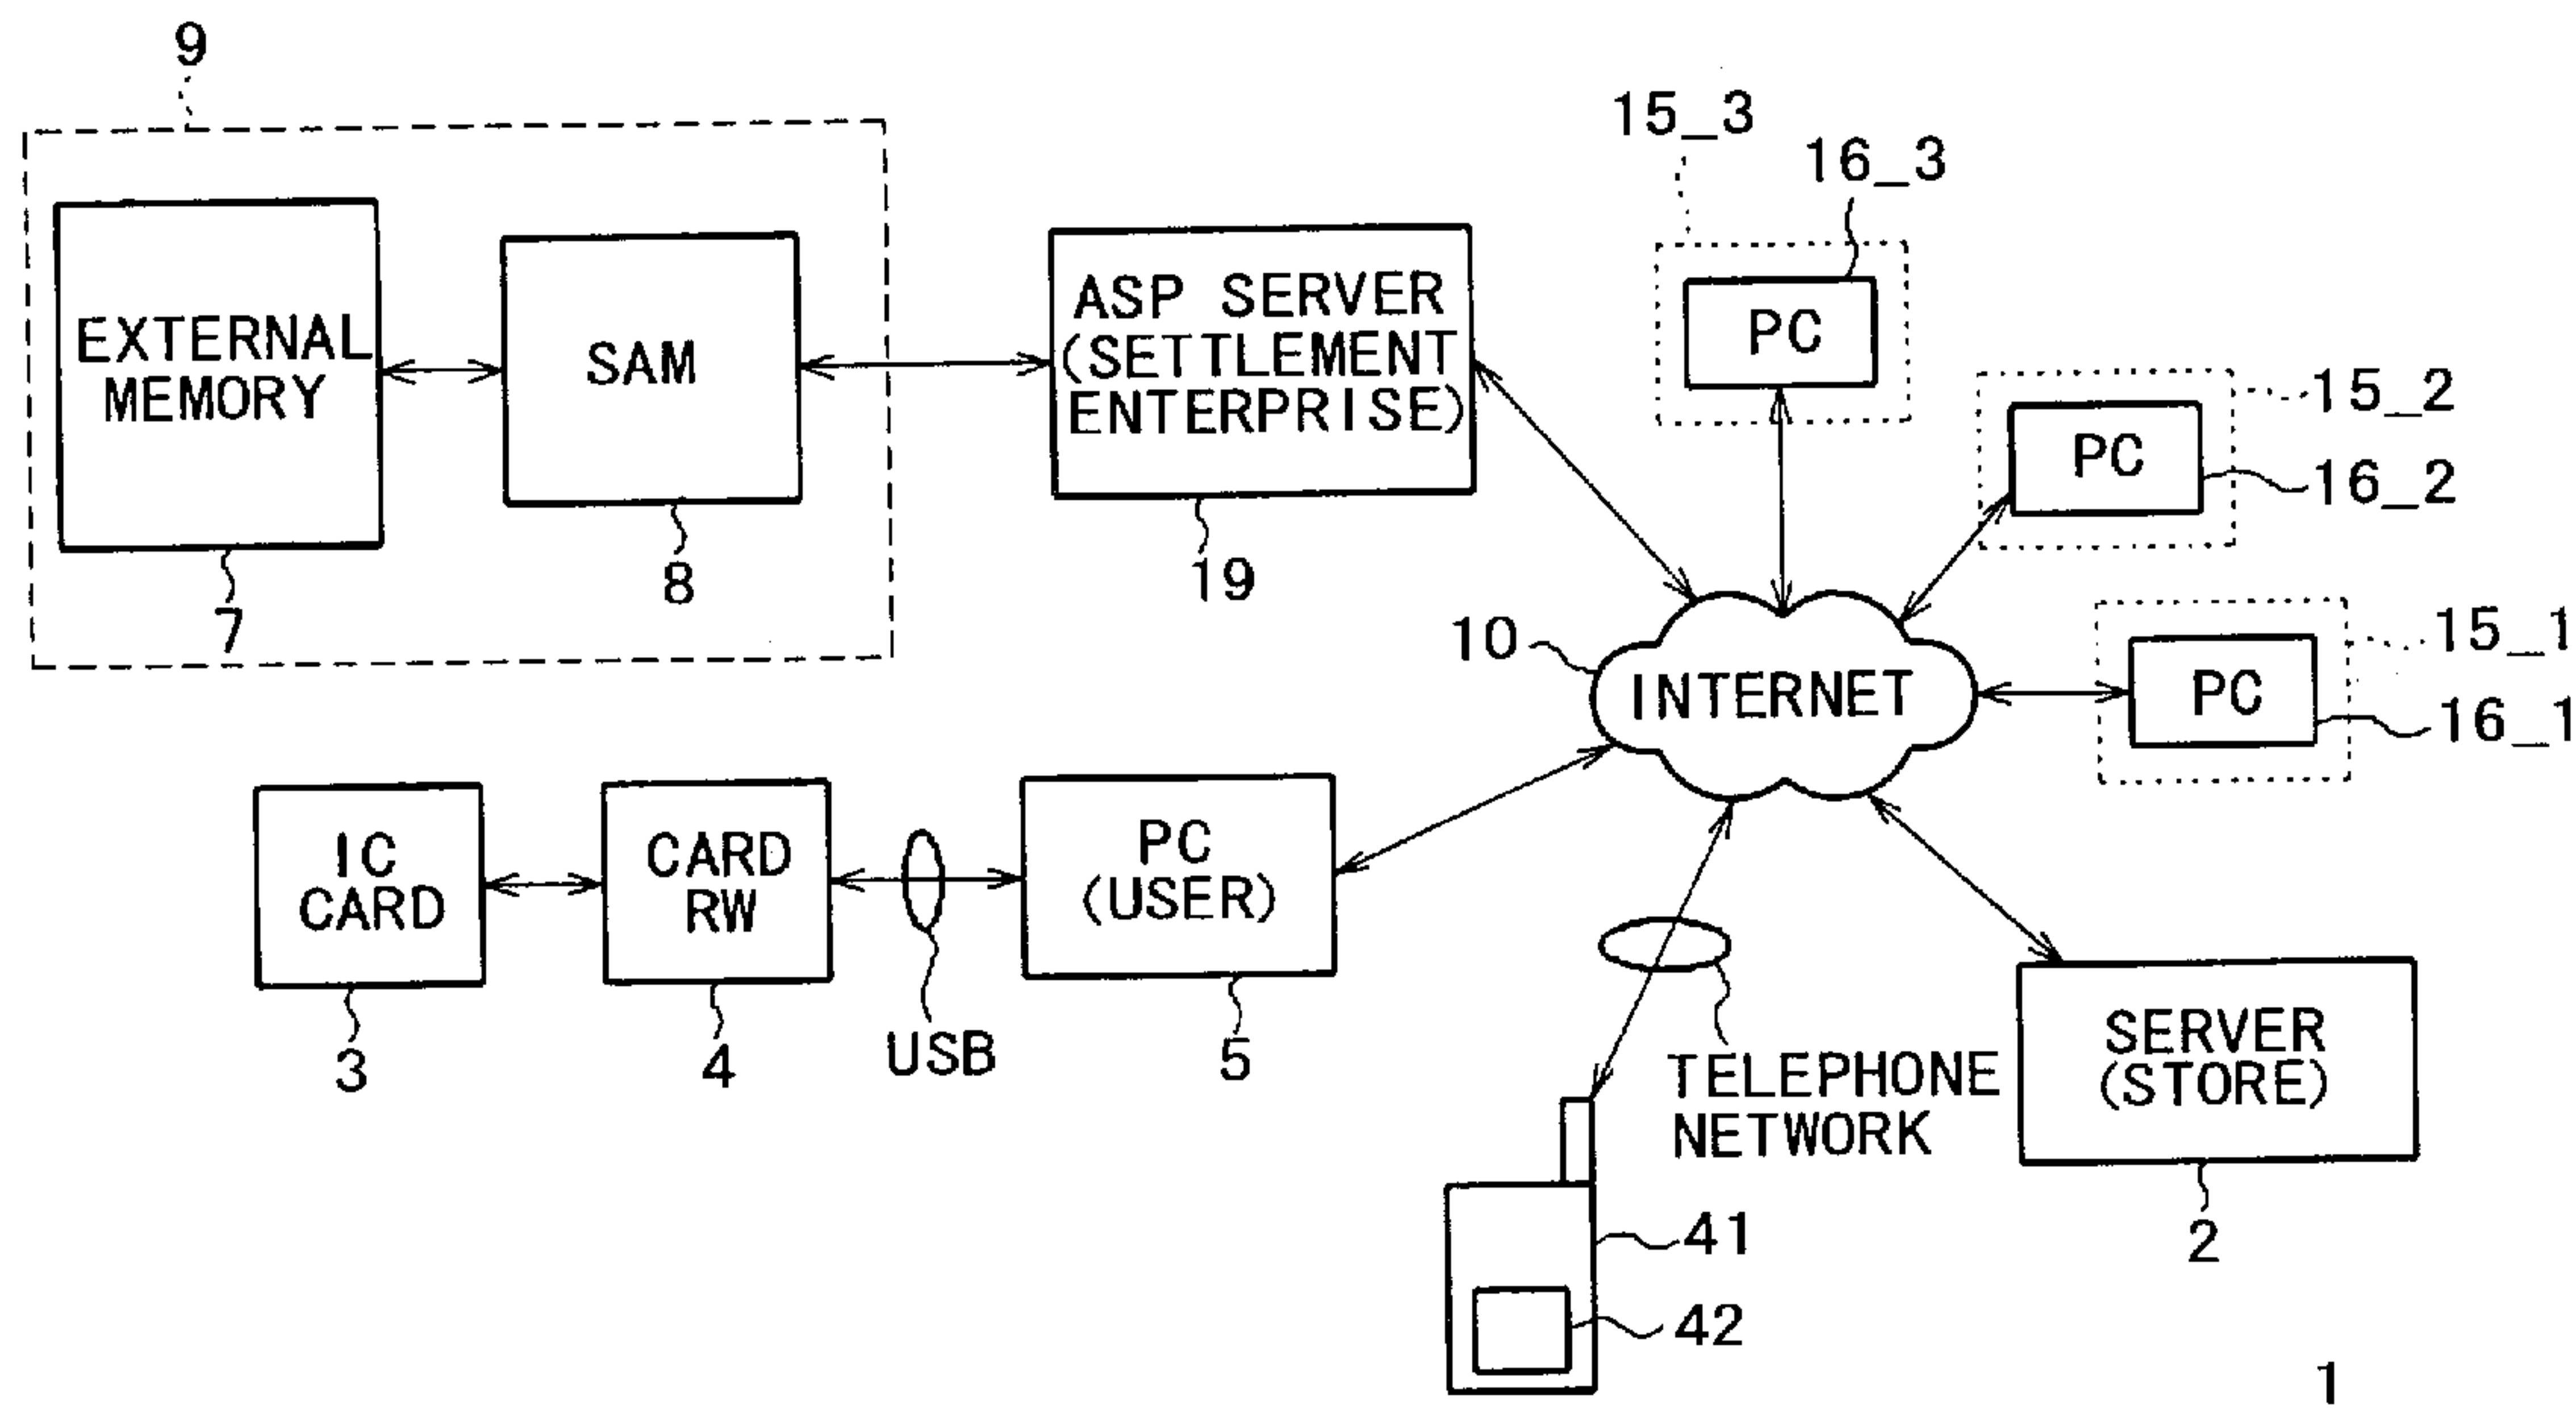 9
15_3
16_3
EXTERNAL
MEMORY
SAM
ASP SERVER
(SETTLEMENT
ENTERPRISE)
PC
PC
15_2
16_2
7
8
19
10
INTERNET
PC
15_1
16_1
IC
CARD
CARD
RW
PC
(USER)
3
4
USB
5
TELEPHONE
NETWORK
SERVER
(STORE)
2
41
42
1